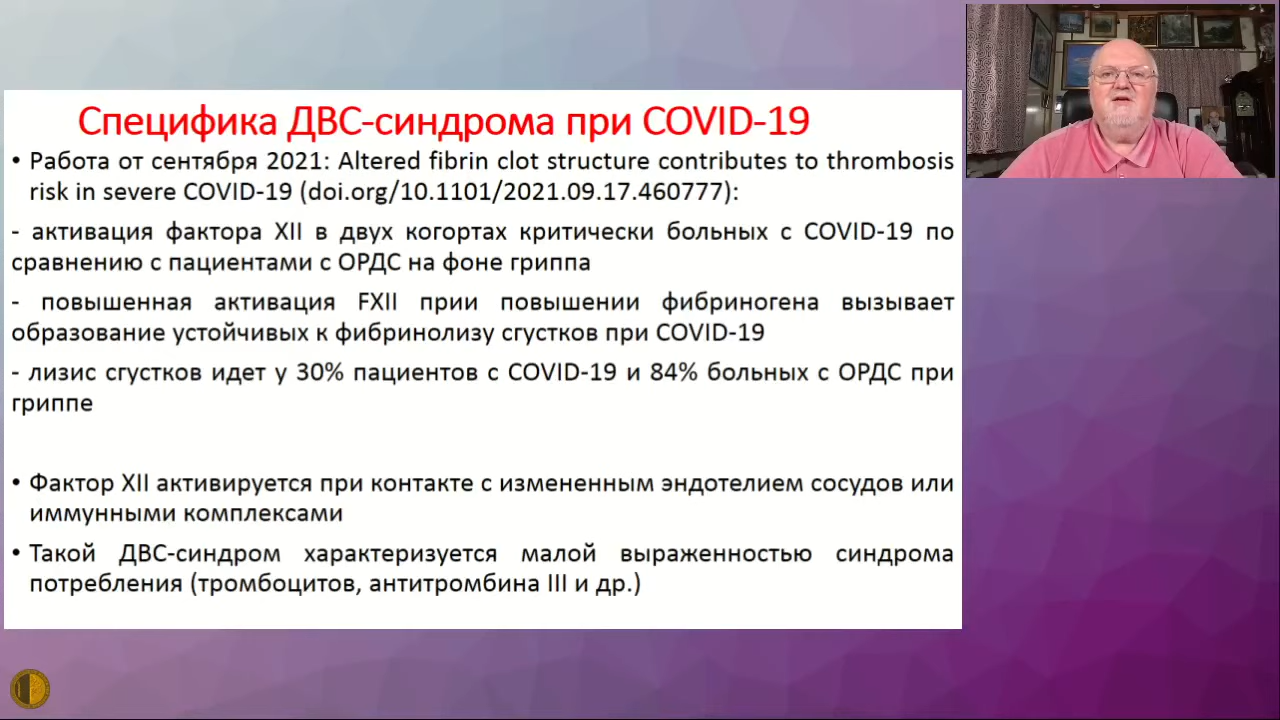 Специфика ДВС-синдрома при COVID-19
• Работа от сентября 2021: Altered fibrin clot structure contributes to thrombosis
risk in severe COVID-19 (doi.org/10.1101/2021.09.17.460777):
- активация фактора XII в двух когортах критически больных с COVID-19 по
сравнению с пациентами с ОРДС на фоне гриппа
- повышенная активация FXII прии повышении фибриногена вызывает
образование устойчивых к фибринолизу сгустков при COVID-19
- лизис сгустков идет у 30% пациентов с COVID-19 и 84% больных с ОРДС при
гриппе
• Фактор XII активируется при контакте с измененным эндотелием сосудов или
иммунными комплексами
• Такой ДВС-синдром характеризуется малой выраженностью синдрома
потребления (тромбоцитов, антитромбина III и др.)